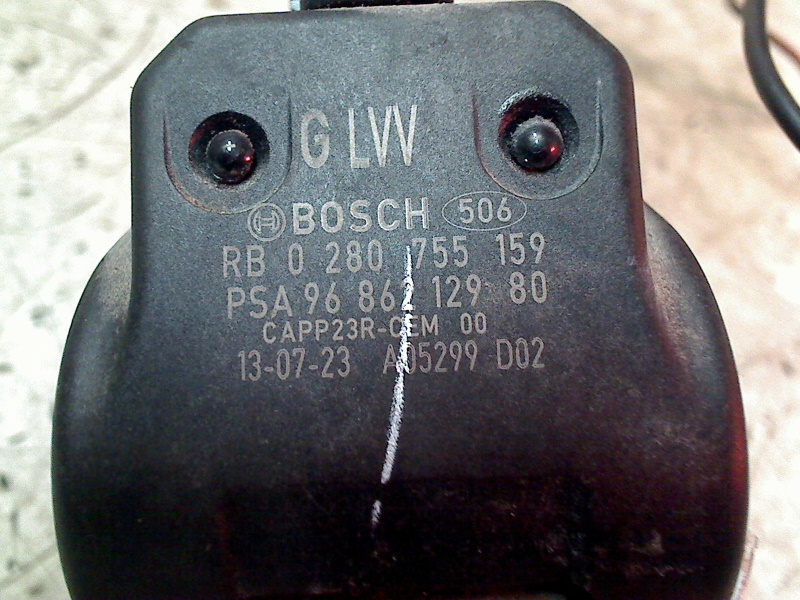 G LVV
BOSCH 506
RB 0 280 755 159
PSA 96 862 129 80
CAPP23R-OEM 00
13-07-23 A05299 D02